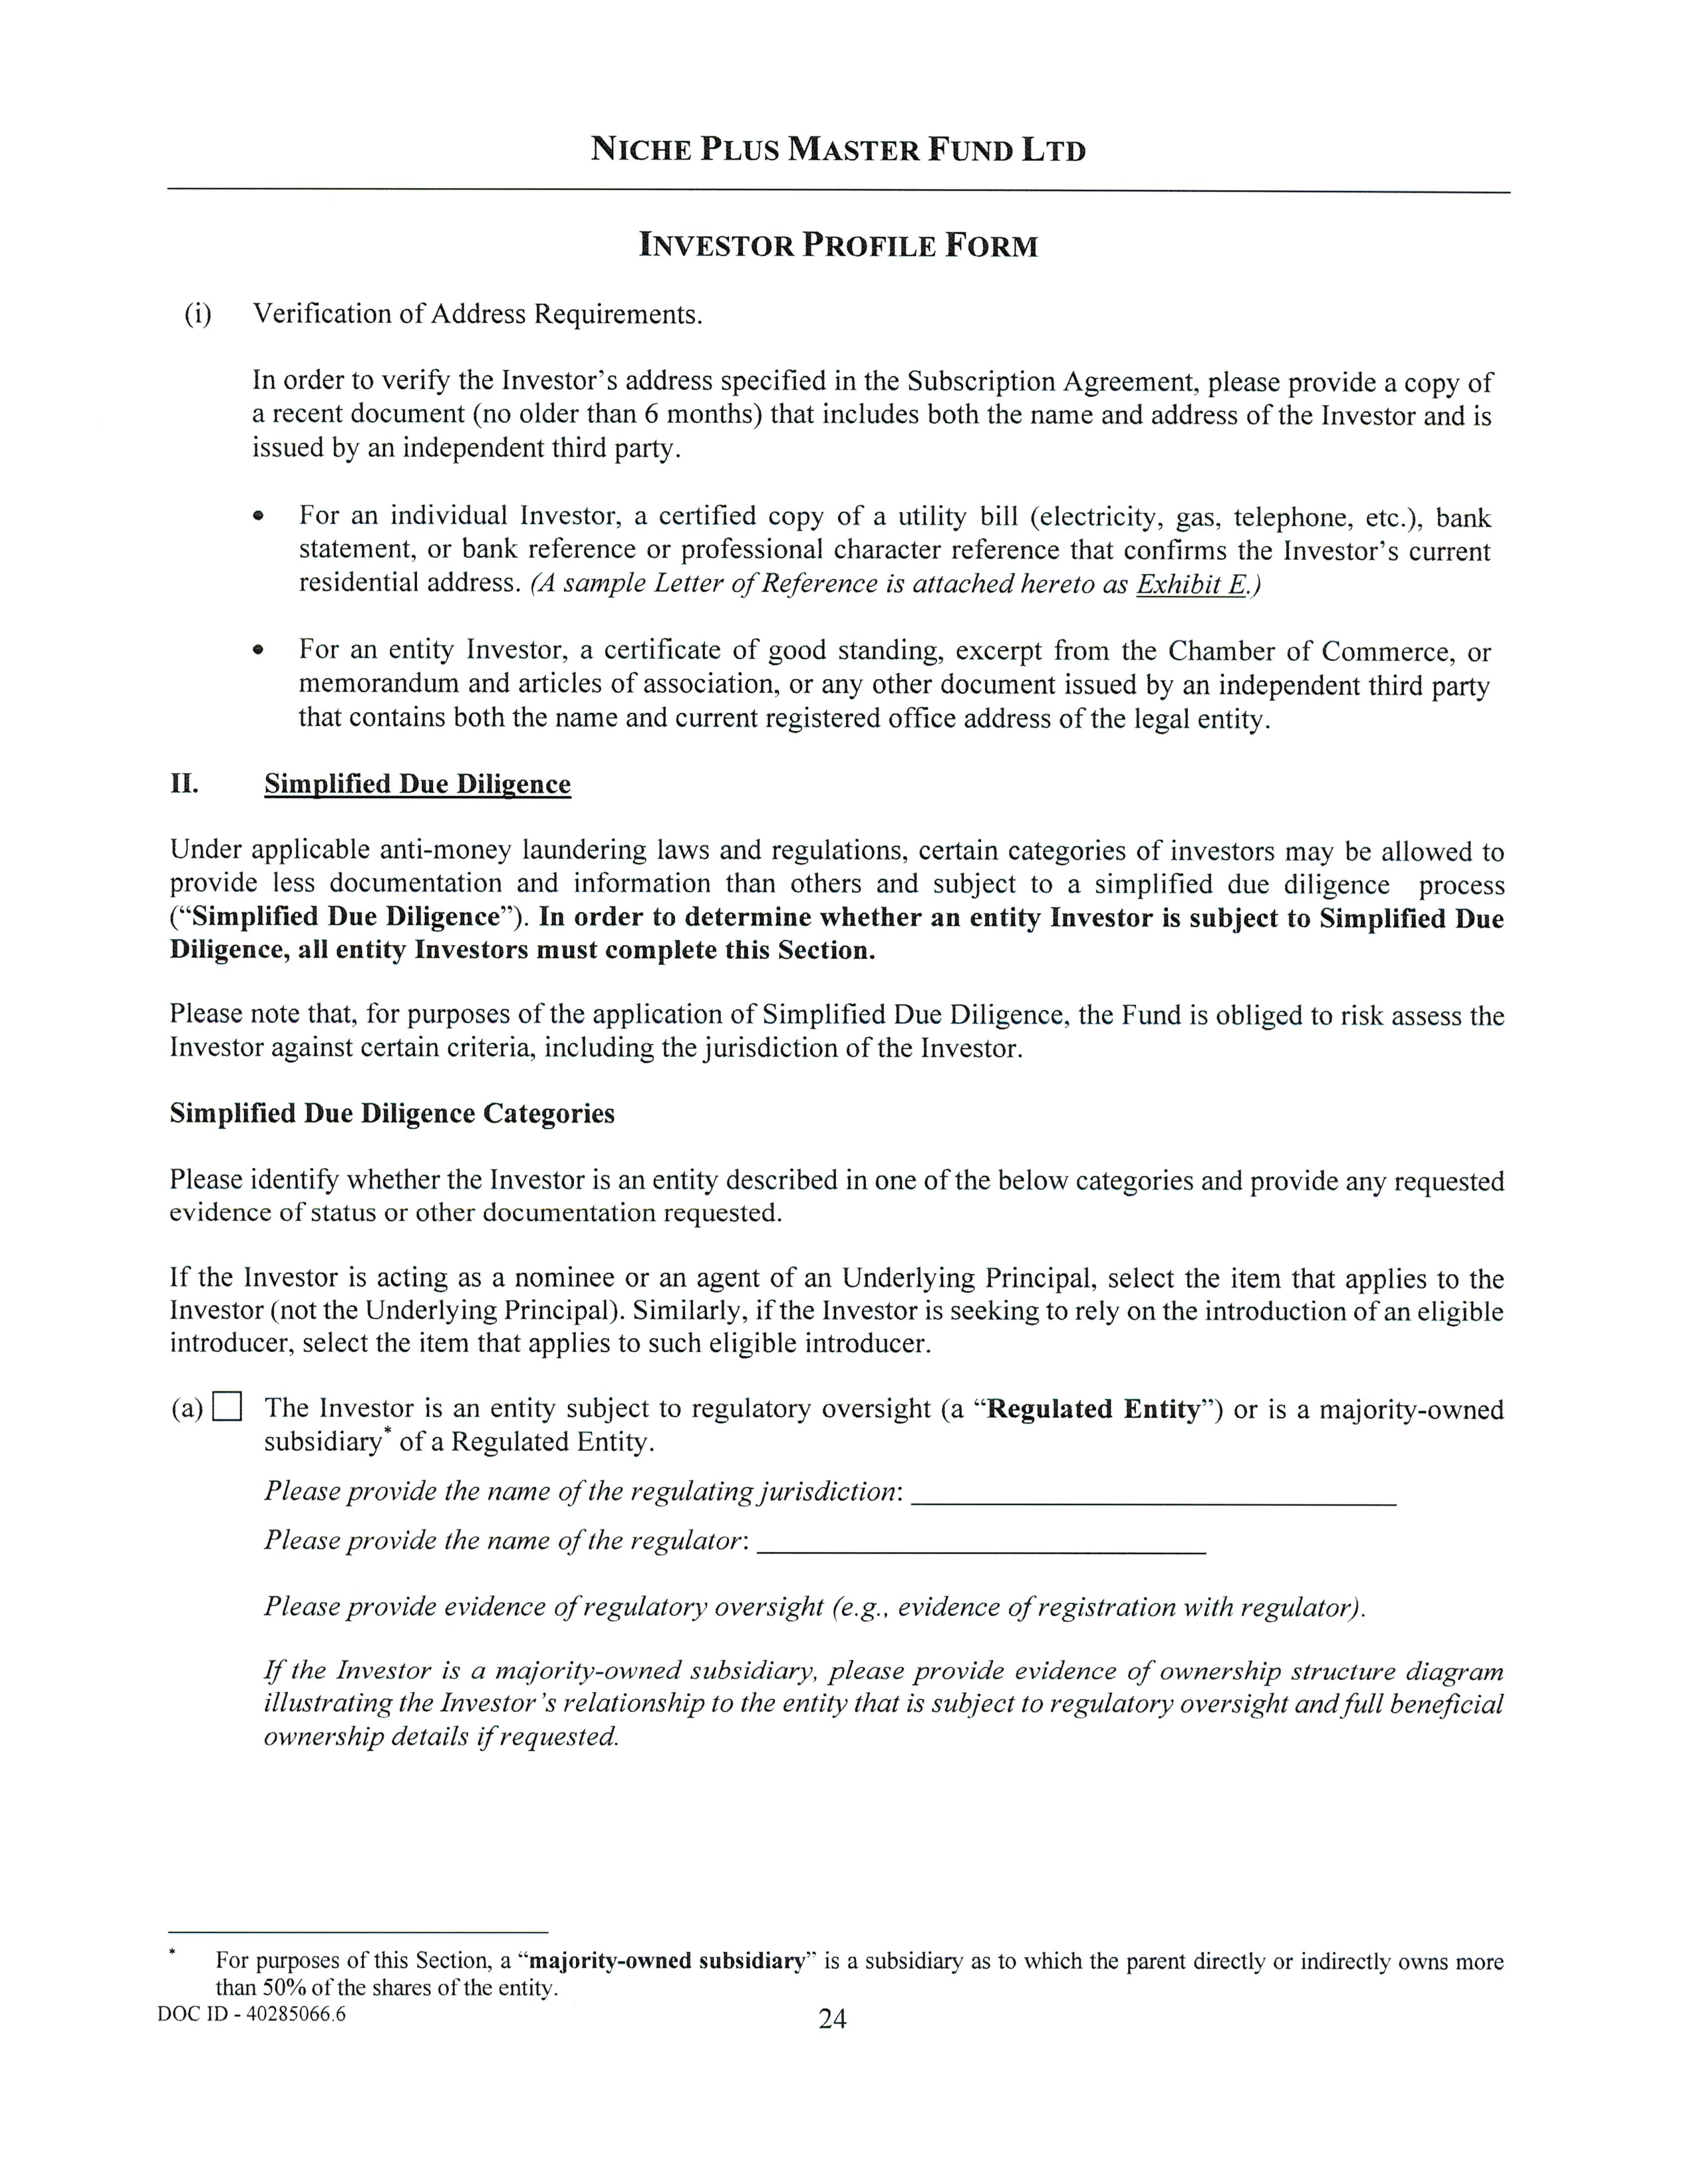 NICHE PLUS MASTER FUND LTD
INVESTOR PROFILE FORM
(i) Verification of Address Requirements.
In order to verify the Investor's address specified in the Subscription Agreement, please provide a copy of
a recent document (no older than 6 months) that includes both the name and address of the Investor and is
issued by an independent third party.
• For an individual Investor, a certified copy of a utility bill (electricity, gas, telephone, etc.), bank
statement, or bank reference or professional character reference that confirms the Investor's current
residential address. (A sample Letter of Reference is attached hereto as Exhibit E.)
• For an entity Investor, a certificate of good standing, excerpt from the Chamber of Commerce, or
memorandum and articles of association, or any other document issued by an independent third party
that contains both the name and current registered office address of the legal entity.
II. Simplified Due Diligence
Under applicable anti-money laundering laws and regulations, certain categories of investors may be allowed to
provide less documentation and information than others and subject to a simplified due diligence process
("Simplified Due Diligence"). In order to determine whether an entity Investor is subject to Simplified Due
Diligence, all entity Investors must complete this Section.
Please note that, for purposes of the application of Simplified Due Diligence, the Fund is obliged to risk assess the
Investor against certain criteria, including the jurisdiction of the Investor.
Simplified Due Diligence Categories
Please identify whether the Investor is an entity described in one of the below categories and provide any requested
evidence of status or other documentation requested.
If the Investor is acting as a nominee or an agent of an Underlying Principal, select the item that applies to the
Investor (not the Underlying Principal). Similarly, if the Investor is seeking to rely on the introduction of an eligible
introducer, select the item that applies to such eligible introducer.
(a) ☐ The Investor is an entity subject to regulatory oversight (a "Regulated Entity") or is a majority-owned
subsidiary* of a Regulated Entity.
Please provide the name of the regulating jurisdiction:
Please provide the name of the regulator:
Please provide evidence of regulatory oversight (e.g., evidence of registration with regulator).
If the Investor is a majority-owned subsidiary, please provide evidence of ownership structure diagram
illustrating the Investor's relationship to the entity that is subject to regulatory oversight and full beneficial
ownership details if requested.
* For purposes of this Section, a "majority-owned subsidiary" is a subsidiary as to which the parent directly or indirectly owns more
than 50% of the shares of the entity.
DOC ID - 40285066.6
24